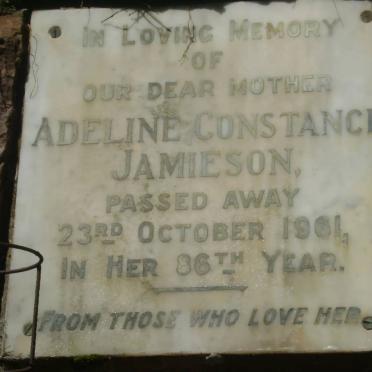 IN LOVING MEMORY
OF
OUR DEAR MOTHER
ADELINE CONSTANCE
JAMIESON,
PASSED AWAY
23RD OCTOBER 1961,
IN HER 86TH YEAR.
FROM THOSE WHO LOVE HER